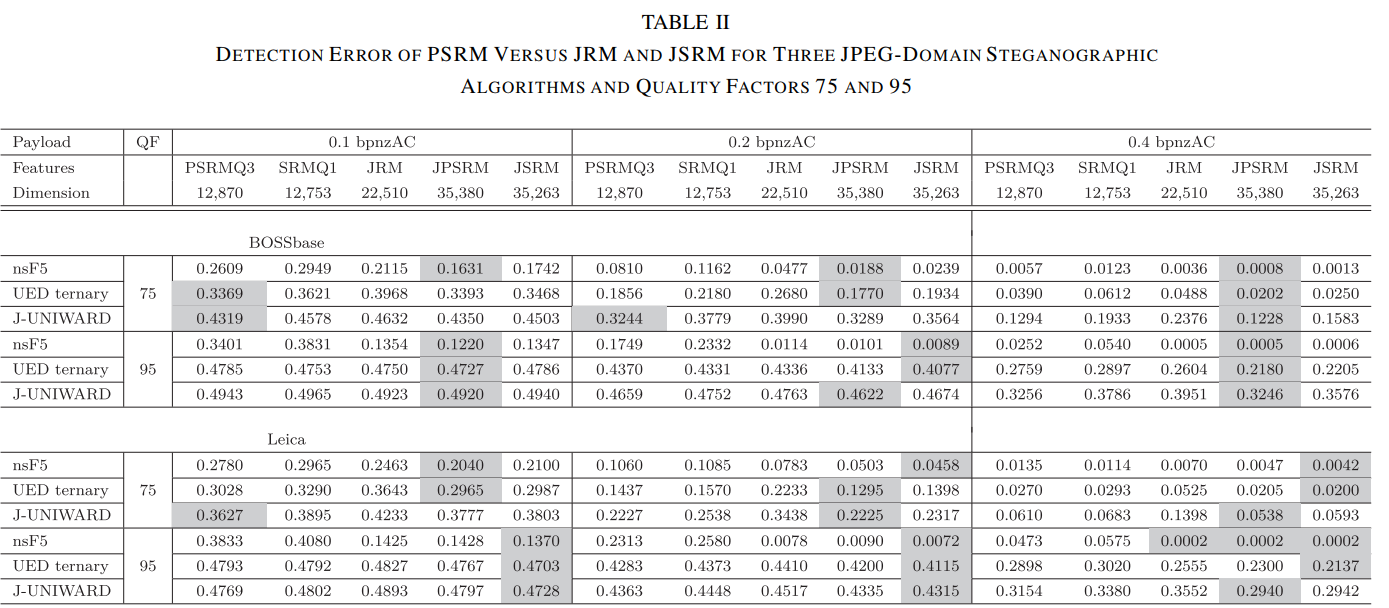 TABLE II
DETECTION ERROR OF PSRM VERSUS JRM AND JSRM FOR THREE JPEG-DOMAIN STEGANOGRAPHIC
ALGORITHMS AND QUALITY FACTORS 75 AND 95
Payload QF 0.1 bpnzAC 0.2 bpnzAC 0.4 bpnzAC
Features PSRMQ3 SRMQ1 JRM JPSRM JSRM PSRMQ3 SRMQ1 JRM JPSRM JSRM PSRMQ3 SRMQ1 JRM JPSRM JSRM
Dimension 12,870 12,753 22,510 35,380 35,263 12,870 12,753 22,510 35,380 35,263 12,870 12,753 22,510 35,380 35,263
BOSSbase
nsF5 0.2609 0.2949 0.2115 0.1631 0.1742 0.0810 0.1162 0.0477 0.0188 0.0239 0.0057 0.0123 0.0036 0.0008 0.0013
UED ternary 75 0.3369 0.3621 0.3968 0.3393 0.3468 0.1856 0.2180 0.2680 0.1770 0.1934 0.0390 0.0612 0.0488 0.0202 0.0250
J-UNIWARD 0.4319 0.4578 0.4632 0.4350 0.4503 0.3244 0.3779 0.3990 0.3289 0.3564 0.1294 0.1933 0.2376 0.1228 0.1583
nsF5 0.3401 0.3831 0.1354 0.1220 0.1347 0.1749 0.2332 0.0114 0.0101 0.0089 0.0252 0.0540 0.0005 0.0005 0.0006
UED ternary 95 0.4785 0.4753 0.4750 0.4727 0.4786 0.4370 0.4331 0.4336 0.4133 0.4077 0.2759 0.2897 0.2604 0.2180 0.2205
J-UNIWARD 0.4943 0.4965 0.4923 0.4920 0.4940 0.4659 0.4752 0.4763 0.4622 0.4674 0.3256 0.3786 0.3951 0.3246 0.3576
Leica
nsF5 0.2780 0.2965 0.2463 0.2040 0.2100 0.1060 0.1085 0.0783 0.0503 0.0458 0.0135 0.0114 0.0070 0.0047 0.0042
UED ternary 75 0.3028 0.3290 0.3643 0.2965 0.2987 0.1437 0.1570 0.2233 0.1295 0.1398 0.0270 0.0293 0.0525 0.0205 0.0200
J-UNIWARD 0.3627 0.3895 0.4233 0.3777 0.3803 0.2227 0.2538 0.3438 0.2225 0.2317 0.0610 0.0683 0.1398 0.0538 0.0593
nsF5 0.3833 0.4080 0.1425 0.1428 0.1370 0.2313 0.2580 0.0078 0.0090 0.0072 0.0473 0.0575 0.0002 0.0002 0.0002
UED ternary 95 0.4793 0.4792 0.4827 0.4767 0.4703 0.4283 0.4373 0.4410 0.4200 0.4115 0.2898 0.3020 0.2555 0.2300 0.2137
J-UNIWARD 0.4769 0.4802 0.4893 0.4797 0.4728 0.4363 0.4448 0.4517 0.4335 0.4315 0.3154 0.3380 0.3552 0.2940 0.2942